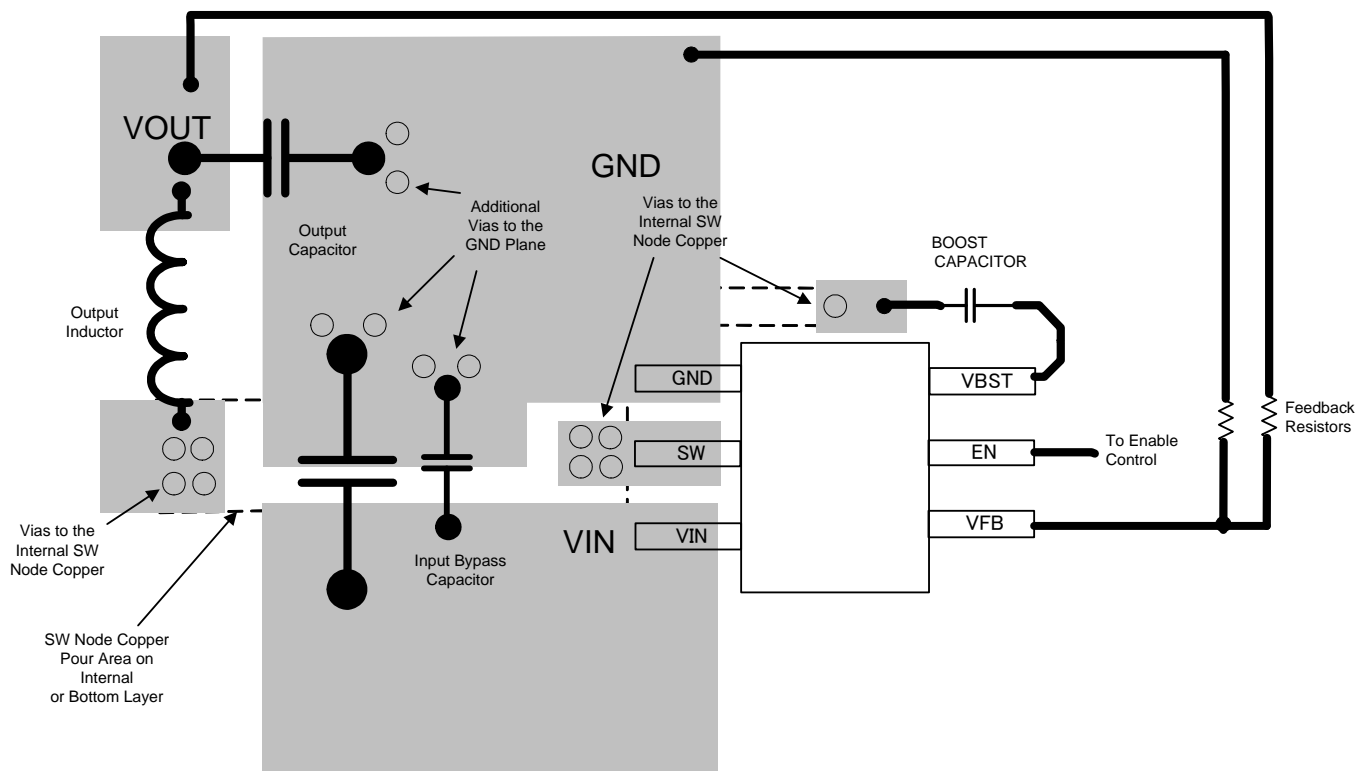 VOUT
GND
Output
Capacitor
Additional
Vias to the
GND Plane
Vias to the
Internal SW
Node Copper
BOOST
CAPACITOR
Output
Inductor
GND
VBST
SW
EN
To Enable
Control
Feedback
Resistors
VIN
VIN
VFB
Input Bypass
Capacitor
Vias to the
Internal SW
Node Copper
SW Node Copper
Pour Area on
Internal
or Bottom Layer